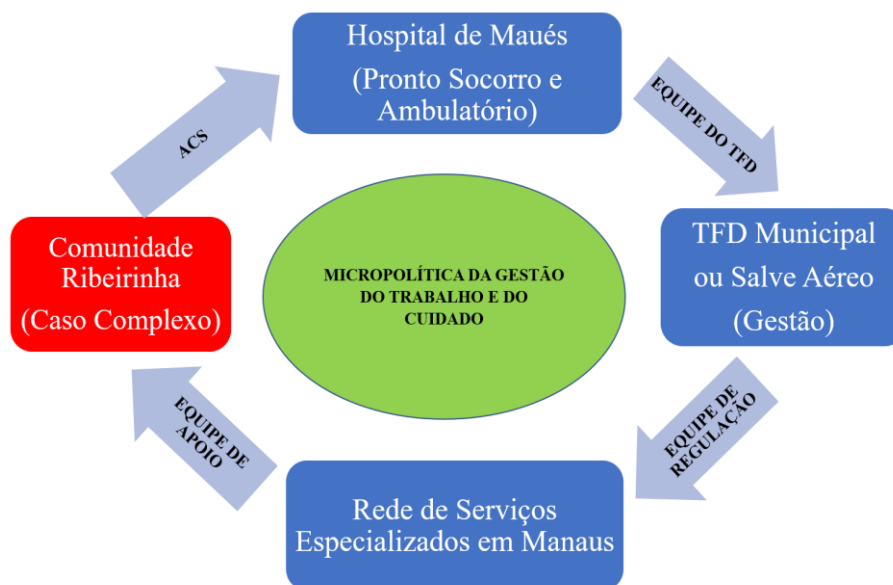 Hospital de Maués
(Pronto Socorro e
Ambulatório)
EQUIPE DO TFD
ACS
TFD Municipal
ou Salve Aéreo
(Gestão)
Comunidade
Ribeirinha
(Caso Complexo)
MICROPOLÍTICA DA GESTÃO
DO TRABALHO E DO
CUIDADO
EQUIPE DE
REGULAÇÃO
EQUIPE DE
APOIO
Rede de Serviços
Especializados em Manaus